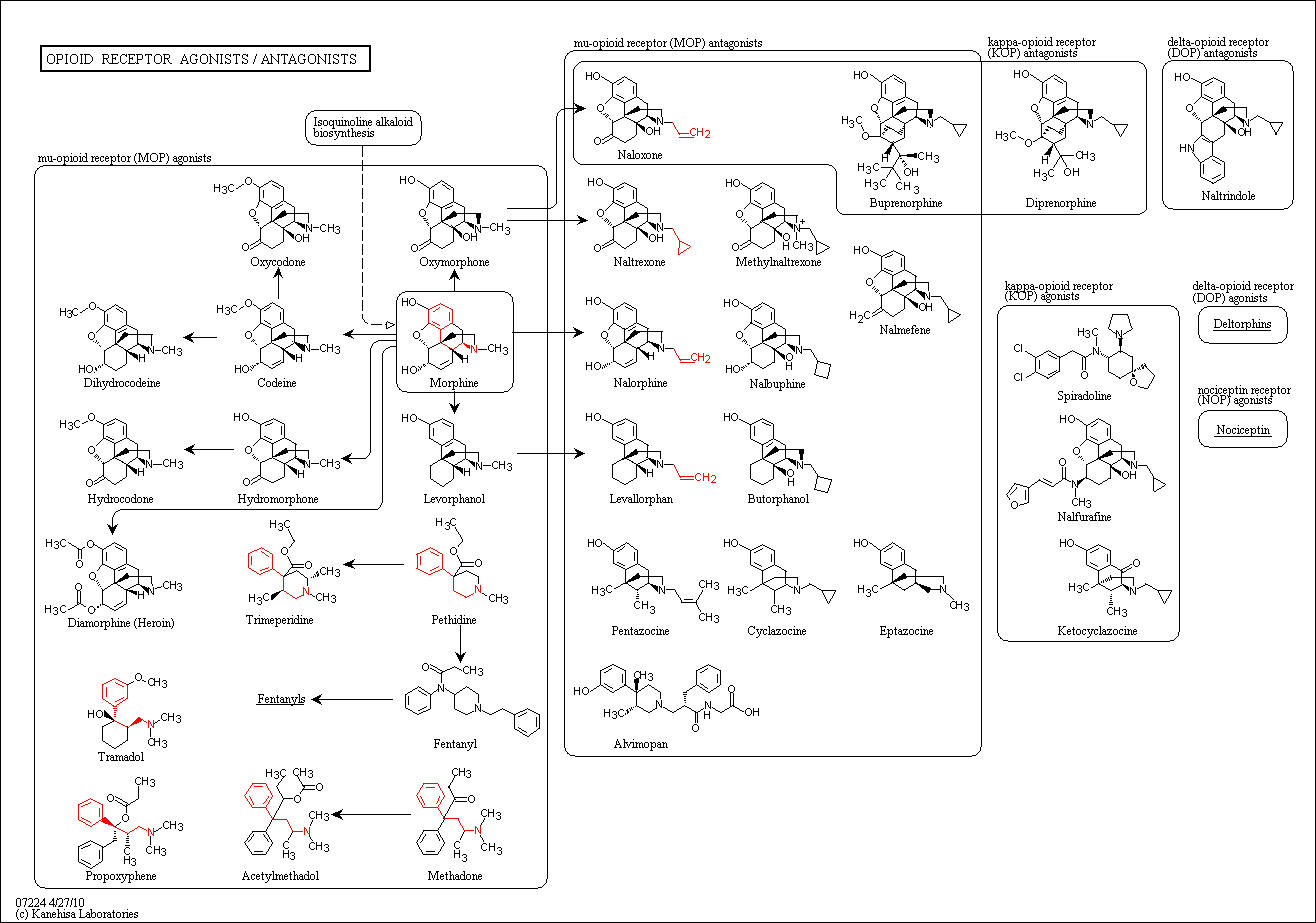 OPIOID RECEPTOR AGONISTS / ANTAGONISTS
mu-opioid receptor (MOP) antagonists
kappa-opioid receptor
(KOP) antagonists
delta-opioid receptor
(DOP) antagonists
Isoquinoline alkaloid
biosynthesis
mu-opioid receptor (MOP) agonists
Naloxone
Buprenorphine
Diprenorphine
Naltrindole
Oxycodone
Oxymorphone
Naltrexone
Methylnaltrexone
Nalmefene
kappa-opioid receptor
(KOP) agonists
delta-opioid receptor
(DOP) agonists
Deltorphins
Dihydrocodeine
Codeine
Morphine
Nalorphine
Nalbuphine
Spiradoline
nociceptin receptor
(NOP) agonists
Nociceptin
Hydrocodone
Hydromorphone
Levorphanol
Levallorphan
Butorphanol
Nalfurafine
Diamorphine (Heroin)
Trimeperidine
Pethidine
Pentazocine
Cyclazocine
Eptazocine
Ketocyclazocine
Fentanyls
Tramadol
Fentanyl
Alvimopan
Propoxyphene
Acetylmethadol
Methadone
07224 4/27/10
(c) Kanehisa Laboratories